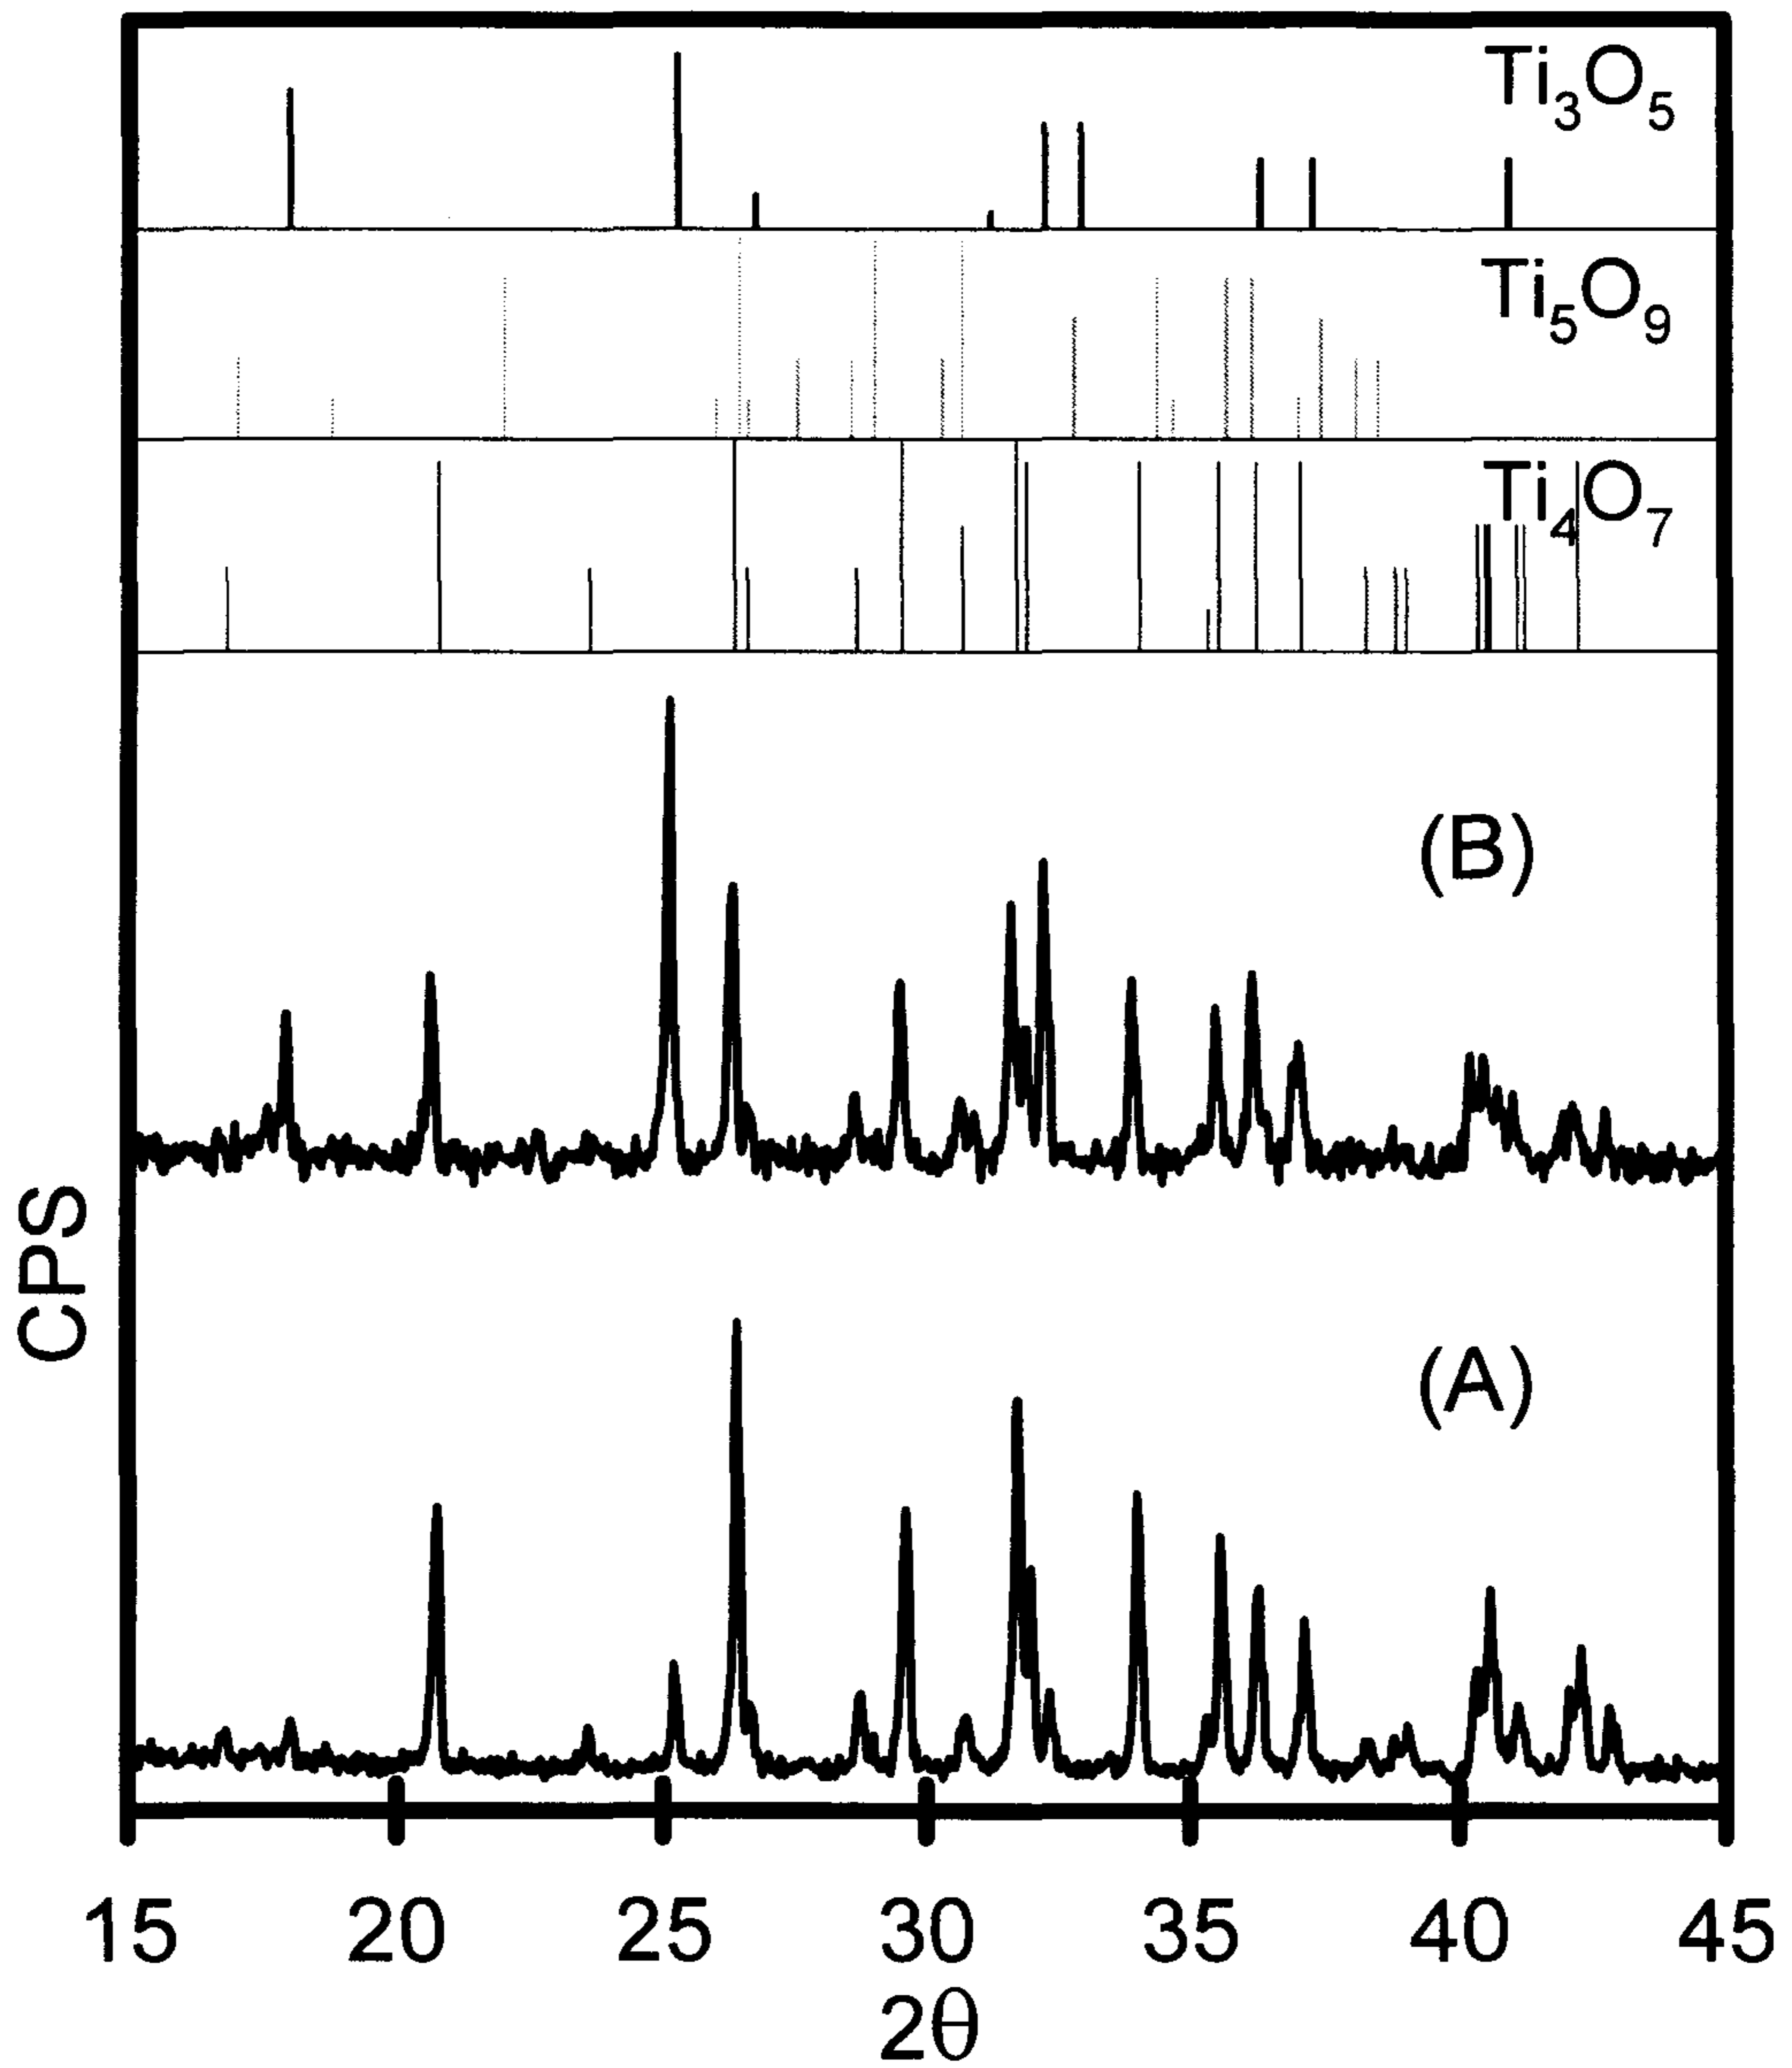 Ti₃O₅
Ti₅O₉
Ti₄O₇
(B)
(A)
CPS
15 20 25 30 35 40 45
2θ